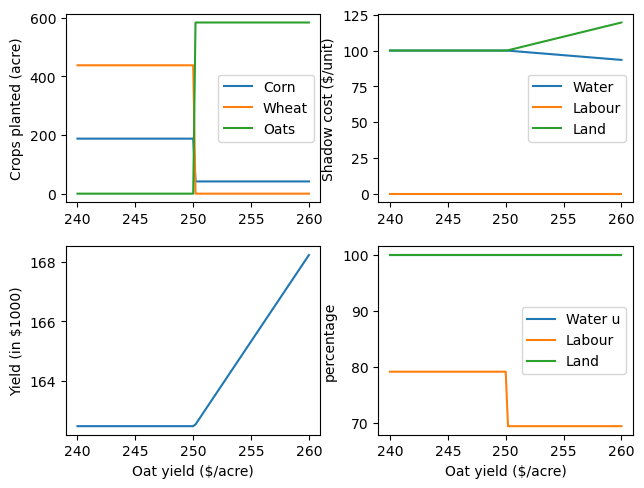 Crops planted (acre)
600
400
200
0
Corn
Wheat
Oats
240 245 250 255 260
Shadow cost ($/unit)
125
100
75
50
25
0
Water
Labour
Land
240 245 250 255 260
Yield (in $1000)
168
166
164
240 245 250 255 260
Oat yield ($/acre)
percentage
100
90
80
70
Water u
Labour
Land
240 245 250 255 260
Oat yield ($/acre)